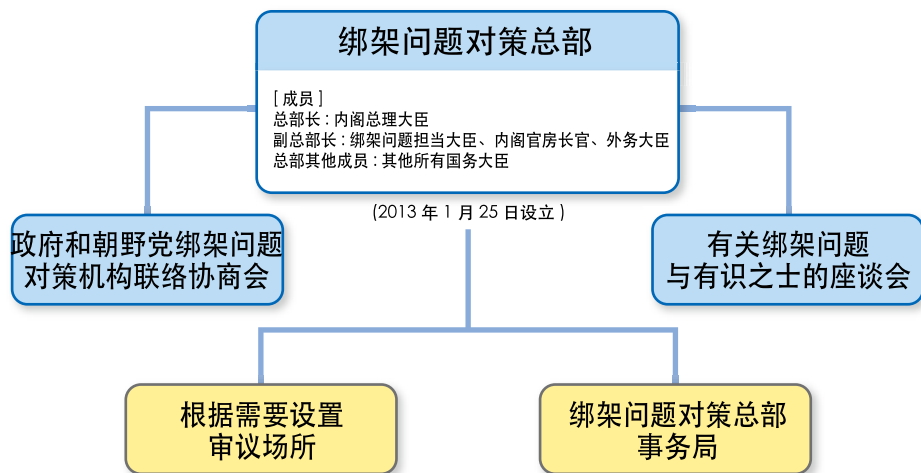 绑架问题对策总部
[ 成员 ]
总部长：内阁总理大臣
副总部长：绑架问题担当大臣、内阁官房长官、外务大臣
总部其他成员：其他所有国务大臣
(2013 年 1 月 25 日设立 )
政府和朝野党绑架问题
对策机构联络协商会
有关绑架问题
与有识之士的座谈会
根据需要设置
审议场所
绑架问题对策总部
事务局